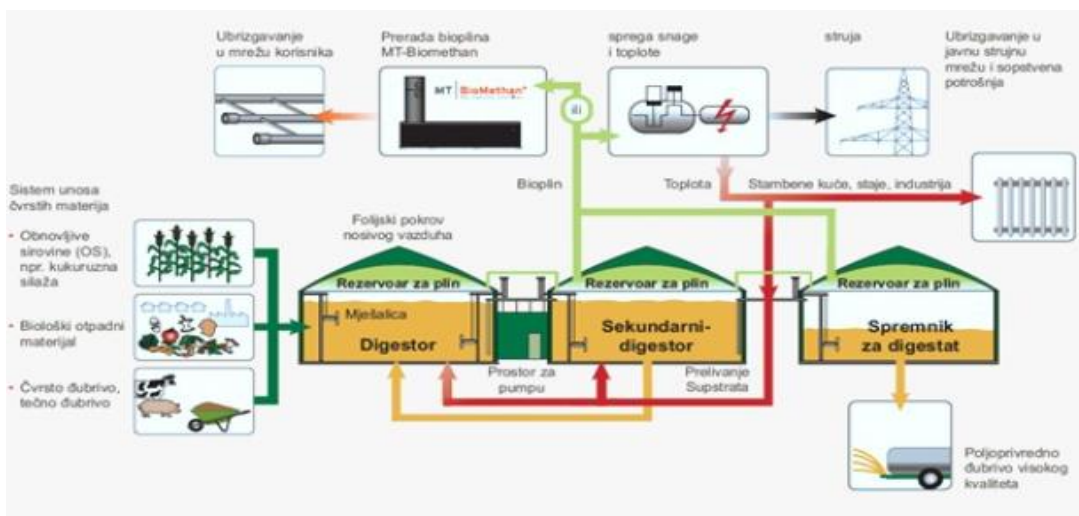 Ubrizgavanje
u mrežu korisnika
Prerada bioplina
MT-Biomethan
sprega snage
i toplote
struja
Ubrizgavanje u
javnu strujnu
mrežu i sopstvena
potrošnja
MT BioMethan
ili
Bioplin
Toplota
Stambene kuće, staje, industrija
Sistem unosa
čvrstih materija
• Obnovljive
sirovine (OS),
npr. kukuruzna
silaža
• Biološki otpadni
materijal
• Čvrsto đubrivo,
tečno đubrivo
Folijski pokrov
nosivog vazduha
Rezervoar za plin
Mješalica
Digestor
Prostor za
pumpu
Rezervoar za plin
Sekundarni-
digestor
Prelivanje
Supstrata
Rezervoar za plin
Spremnik
za digestat
Poljoprivredno
đubrivo visokog
kvaliteta